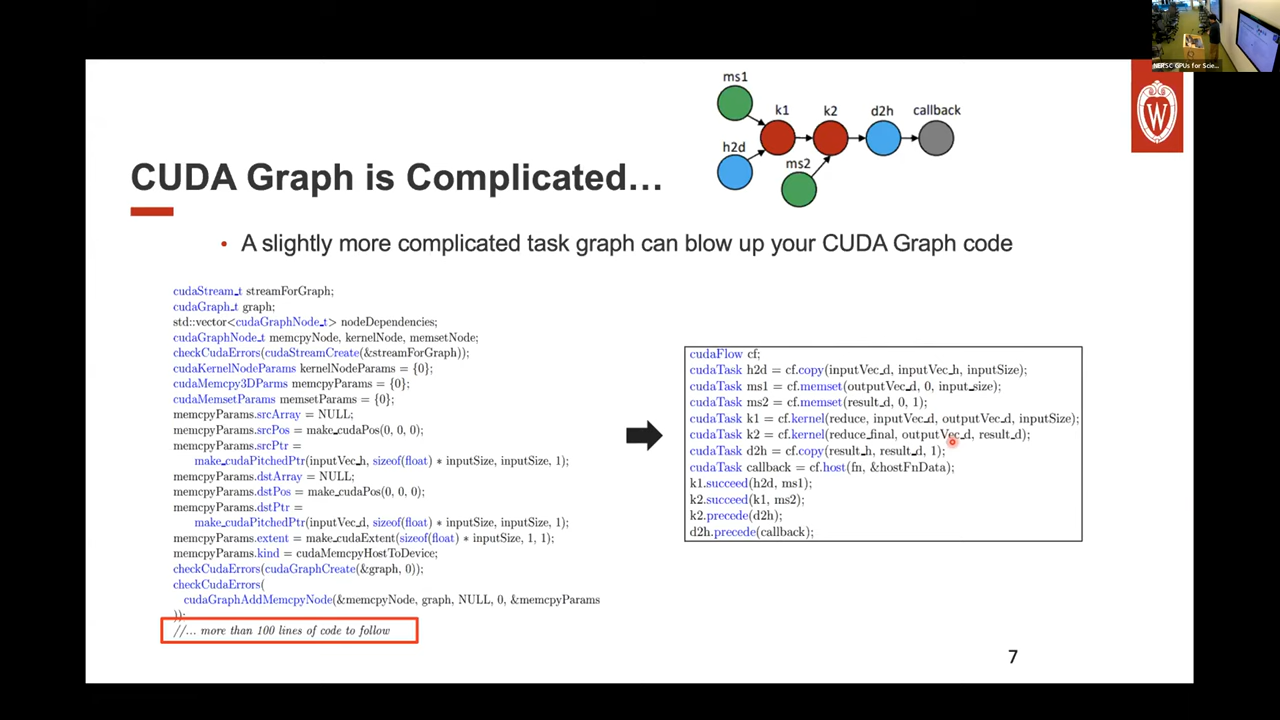 NERSC GPUs for Scie...
ms1
k1
k2
d2h
callback
h2d
ms2
W
CUDA Graph is Complicated...
• A slightly more complicated task graph can blow up your CUDA Graph code
cudaStream_t streamForGraph;
cudaGraph_t graph;
std::vector<cudaGraphNode_t> nodeDependencies;
cudaGraphNode_t memcpyNode, kernelNode, memsetNode;
checkCudaErrors(cudaStreamCreate(&streamForGraph));
cudaKernelNodeParams kernelNodeParams = {0};
cudaMemcpy3DParms memcpyParams = {0};
cudaMemsetParams memsetParams = {0};
memcpyParams.srcArray = NULL;
memcpyParams.srcPos = make_cudaPos(0, 0, 0);
memcpyParams.srcPtr =
make_cudaPitchedPtr(inputVec_h, sizeof(float) * inputSize, inputSize, 1);
memcpyParams.dstArray = NULL;
memcpyParams.dstPos = make_cudaPos(0, 0, 0);
memcpyParams.dstPtr =
make_cudaPitchedPtr(inputVec_d, sizeof(float) * inputSize, inputSize, 1);
memcpyParams.extent = make_cudaExtent(sizeof(float) * inputSize, 1, 1);
memcpyParams.kind = cudaMemcpyHostToDevice;
checkCudaErrors(cudaGraphCreate(&graph, 0));
checkCudaErrors(
cudaGraphAddMemcpyNode(&memcpyNode, graph, NULL, 0, &memcpyParams
));
//... more than 100 lines of code to follow
cudaFlow cf;
cudaTask h2d = cf.copy(inputVec_d, inputVec_h, inputSize);
cudaTask ms1 = cf.memset(outputVec_d, 0, input_size);
cudaTask ms2 = cf.memset(result_d, 0, 1);
cudaTask k1 = cf.kernel(reduce, inputVec_d, outputVec_d, inputSize);
cudaTask k2 = cf.kernel(reduce_final, outputVec_d, result_d);
cudaTask d2h = cf.copy(result_h, result_d, 1);
cudaTask callback = cf.host(fn, &hostFnData);
k1.succeed(h2d, ms1);
k2.succeed(k1, ms2);
k2.precede(d2h);
d2h.precede(callback);
7